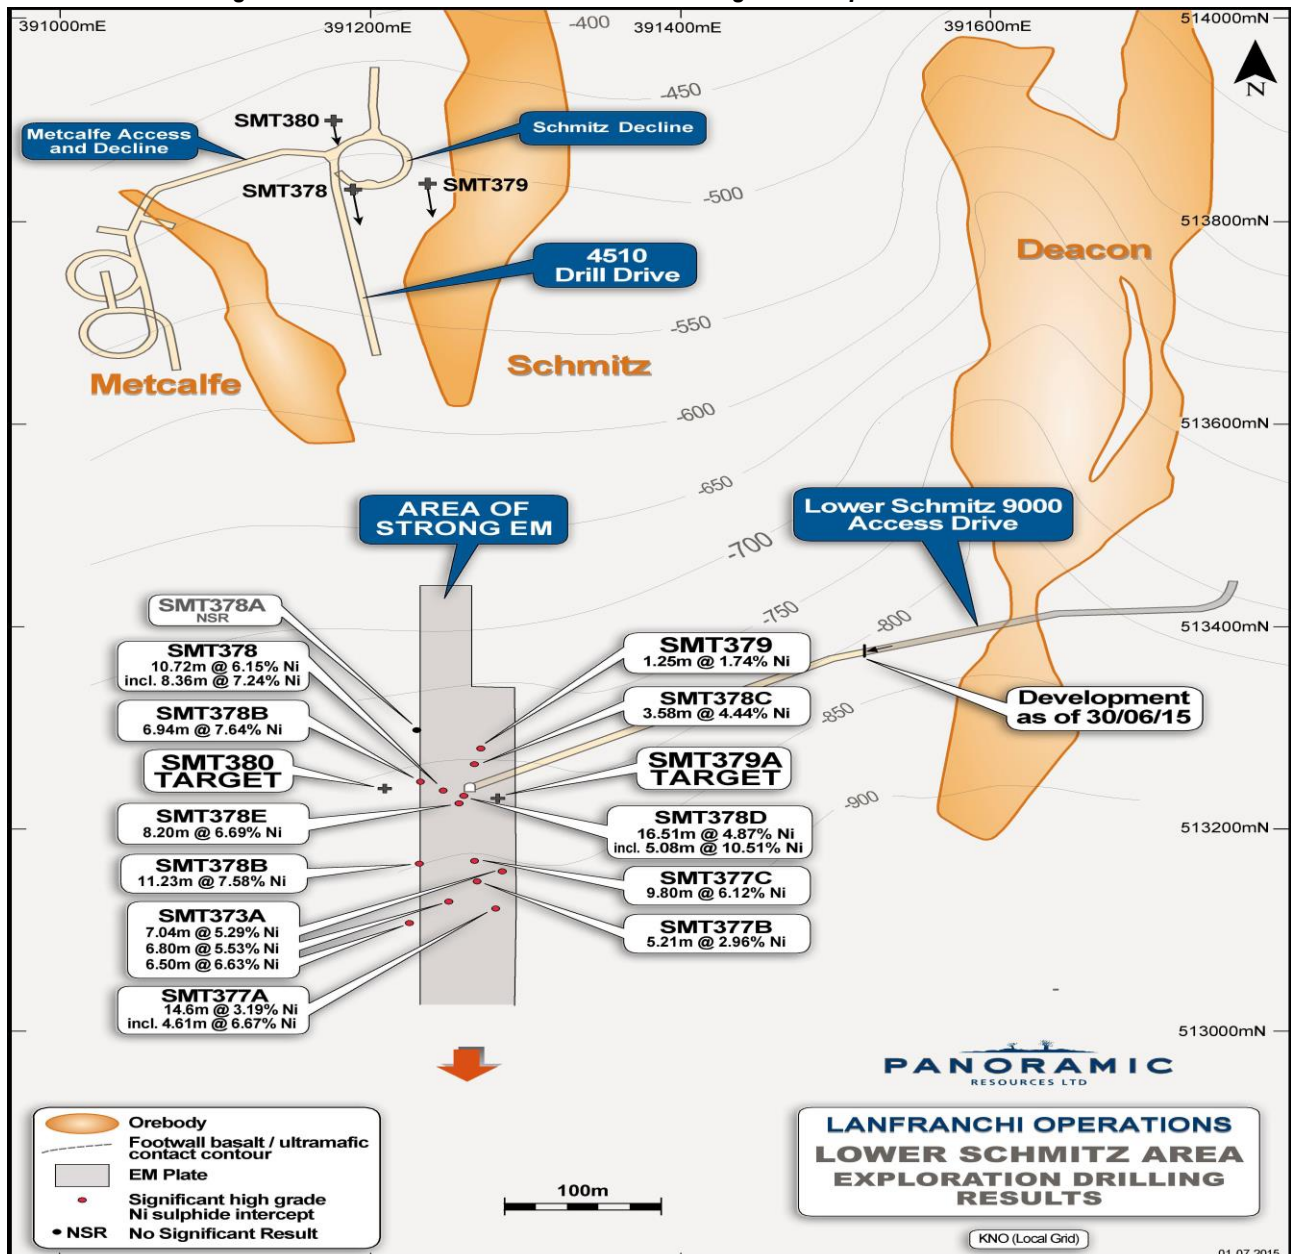 391000mE
391200mE
-400
391400mE
391600mE
514000mN
N
-450
SMT380
Metcalfe Access
and Decline
Schmitz Decline
SMT378
SMT379
-500
513800mN
Deacon
4510
Drill Drive
-550
Schmitz
Metcalfe
-600
513600mN
-650
AREA OF
STRONG EM
Lower Schmitz 9000
Access Drive
-700
-750
-800
513400mN
SMT378A
NSR
SMT378
10.72m @ 6.15% Ni
incl. 8.36m @ 7.24% Ni
SMT379
1.25m @ 1.74% Ni
SMT378C
3.58m @ 4.44% Ni
Development
as of 30/06/15
-850
SMT378B
6.94m @ 7.64% Ni
SMT380
TARGET
SMT379A
TARGET
-900
SMT378E
8.20m @ 6.69% Ni
SMT378D
16.51m @ 4.87% Ni
incl. 5.08m @ 10.51% Ni
513200mN
SMT378B
11.23m @ 7.58% Ni
SMT377C
9.80m @ 6.12% Ni
SMT373A
7.04m @ 5.29% Ni
6.80m @ 5.53% Ni
6.50m @ 6.63% Ni
SMT377B
5.21m @ 2.96% Ni
SMT377A
14.6m @ 3.19% Ni
incl. 4.61m @ 6.67% Ni
513000mN
PANORAMIC
RESOURCES LTD
Orebody
Footwall basalt / ultramafic
contact contour
EM Plate
Significant high grade
Ni sulphide intercept
NSR No Significant Result
100m
LANFRANCHI OPERATIONS
LOWER SCHMITZ AREA
EXPLORATION DRILLING
RESULTS
KNO (Local Grid)
01-07-2015